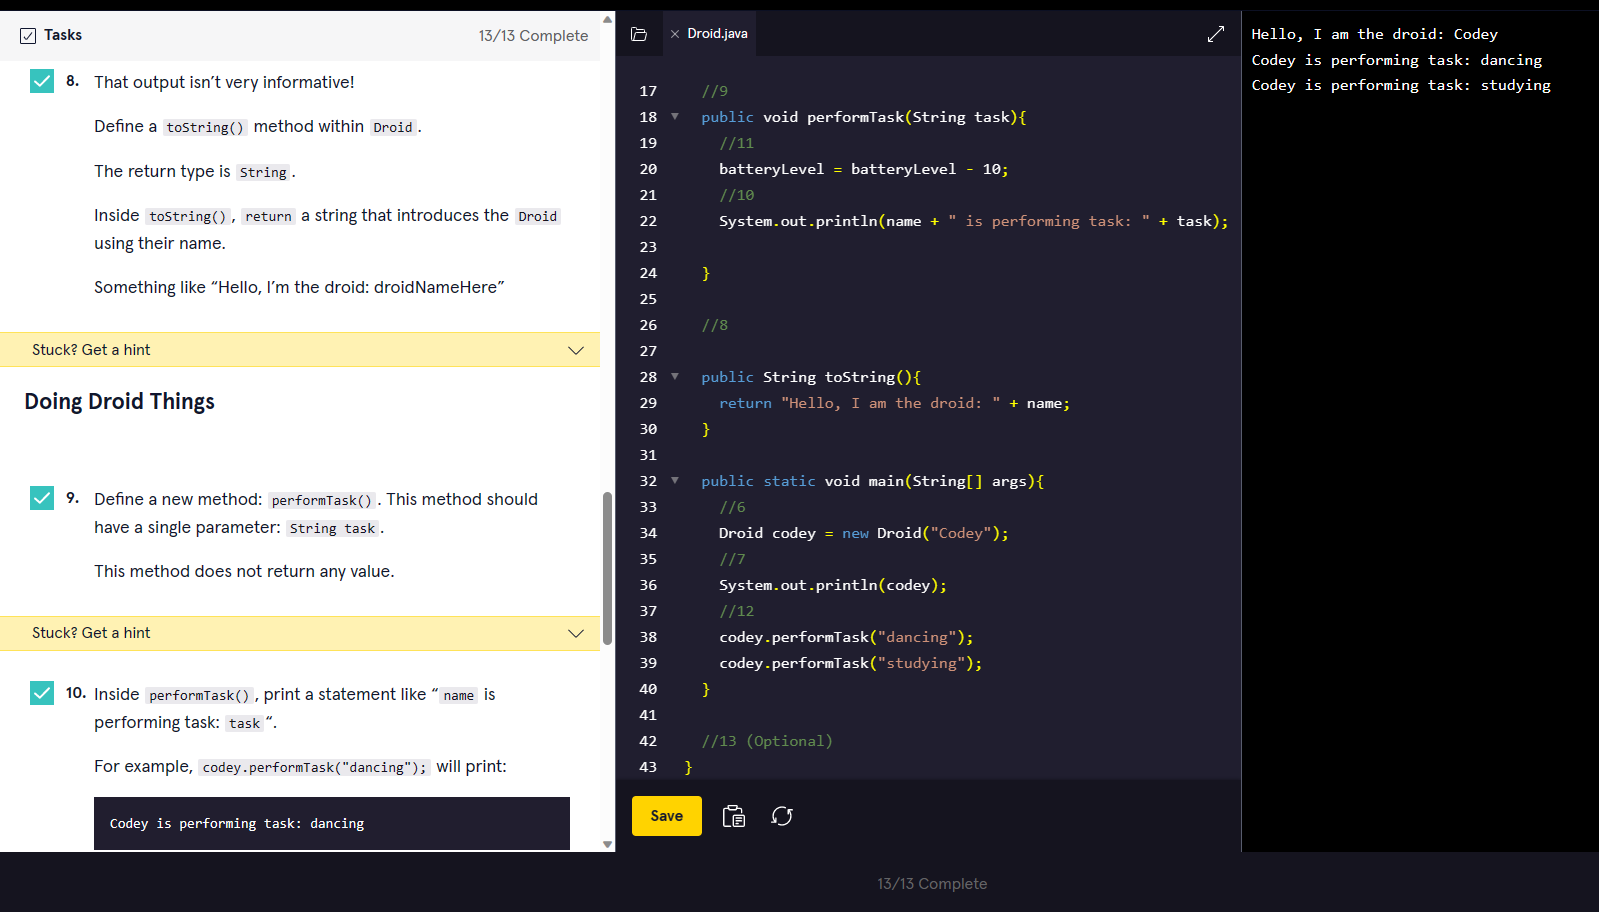 Tasks
13/13 Complete
8. That output isn’t very informative!
Define a toString() method within Droid.
The return type is String.
Inside toString(), return a string that introduces the Droid
using their name.
Something like “Hello, I’m the droid: droidNameHere”
Stuck? Get a hint
Doing Droid Things
9. Define a new method: performTask(). This method should
have a single parameter: String task.
This method does not return any value.
Stuck? Get a hint
10. Inside performTask(), print a statement like “name is
performing task: task“.
For example, codey.performTask("dancing"); will print:
Codey is performing task: dancing
Droid.java
17 //9
18 public void performTask(String task){
19 //11
20 batteryLevel = batteryLevel - 10;
21 //10
22 System.out.println(name + " is performing task: " + task);
23
24 }
25
26 //8
27
28 public String toString(){
29 return "Hello, I am the droid: " + name;
30 }
31
32 public static void main(String[] args){
33 //6
34 Droid codey = new Droid("Codey");
35 //7
36 System.out.println(codey);
37 //12
38 codey.performTask("dancing");
39 codey.performTask("studying");
40 }
41
42 //13 (Optional)
43 }
Save
Hello, I am the droid: Codey
Codey is performing task: dancing
Codey is performing task: studying
13/13 Complete